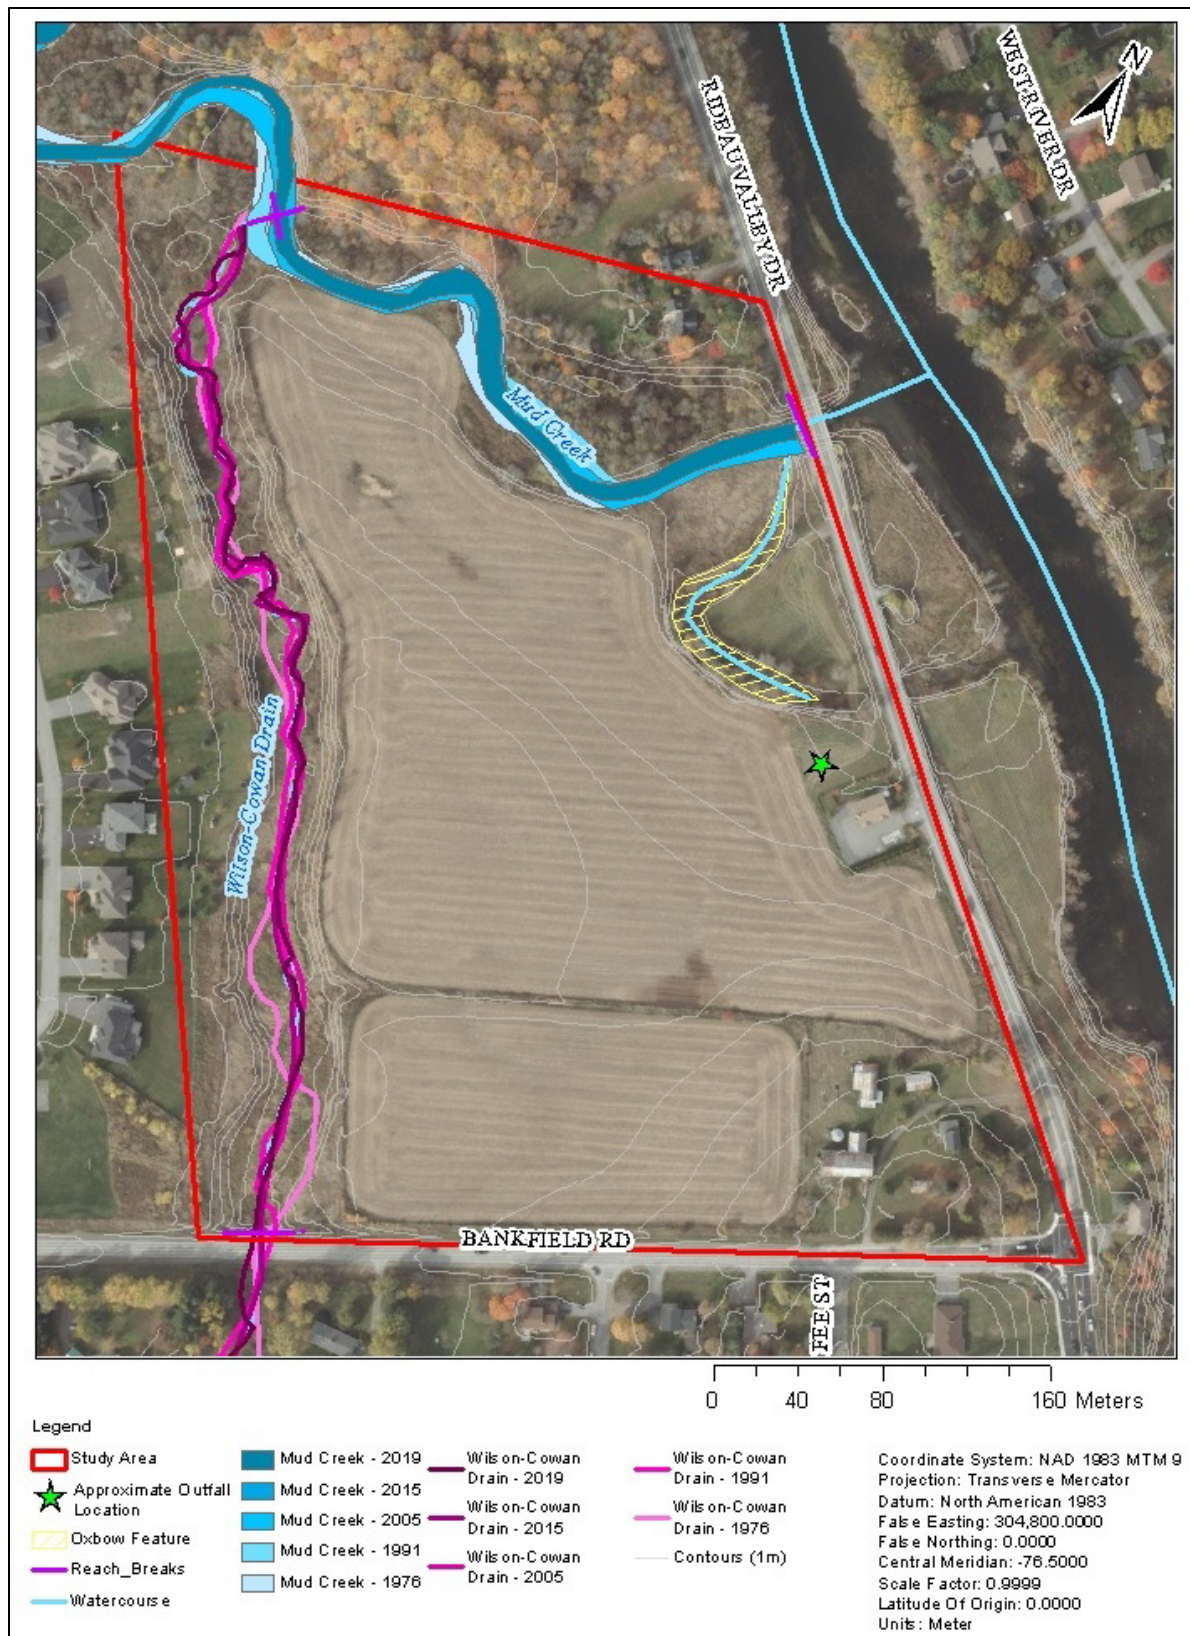 RIDEAU VALLEY DR
WEST RIVER DR
N
Mud Creek
Wilson-Cowan Drain
BANKFIELD RD
FEE ST
0 40 80 160 Meters
Legend
Study Area
Approximate Outfall
Location
Oxbow Feature
Reach_Breaks
Watercourse
Mud Creek - 2019
Mud Creek - 2015
Mud Creek - 2005
Mud Creek - 1991
Mud Creek - 1976
Wilson-Cowan
Drain - 2019
Wilson-Cowan
Drain - 2015
Wilson-Cowan
Drain - 2005
Wilson-Cowan
Drain - 1991
Wilson-Cowan
Drain - 1976
Contours (1m)
Coordinate System: NAD 1983 MTM 9
Projection: Transverse Mercator
Datum: North American 1983
False Easting: 304,800.0000
False Northing: 0.0000
Central Meridian: -76.5000
Scale Factor: 0.9999
Latitude Of Origin: 0.0000
Units: Meter